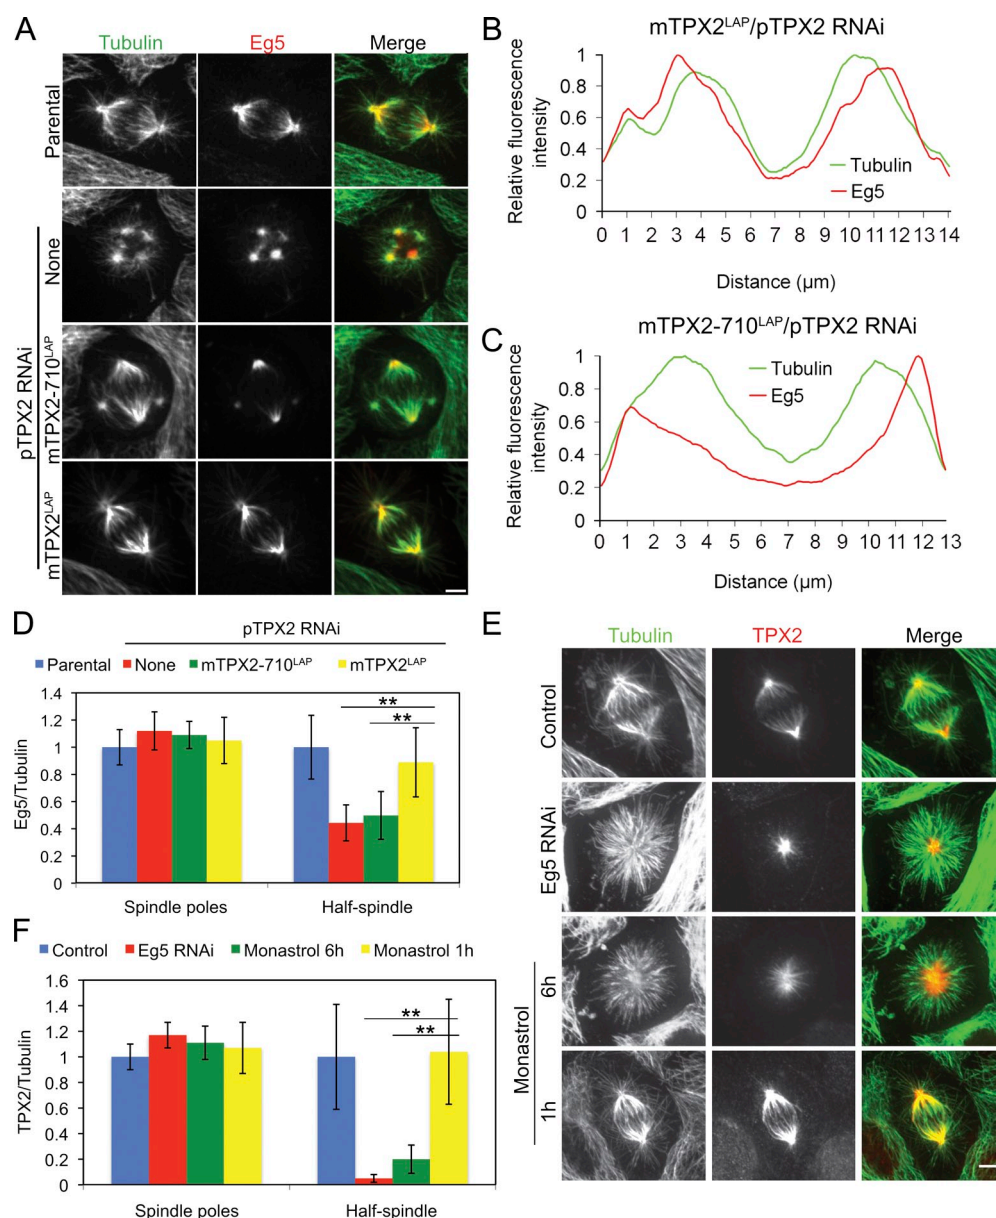 A
Tubulin Eg5 Merge
Parental
pTPX2 RNAi
None
mTPX2-710LAP
mTPX2LAP
B
mTPX2LAP/pTPX2 RNAi
Relative fluorescence
intensity
1
0.8
0.6
0.4
0.2
0
Tubulin
Eg5
0 1 2 3 4 5 6 7 8 9 10 11 12 13 14
Distance (µm)
C
mTPX2-710LAP/pTPX2 RNAi
Relative fluorescence
intensity
1
0.8
0.6
0.4
0.2
0
Tubulin
Eg5
0 1 2 3 4 5 6 7 8 9 10 11 12 13
Distance (µm)
D
pTPX2 RNAi
Parental None mTPX2-710LAP mTPX2LAP
Eg5/Tubulin
1.4
1.2
1
0.8
0.6
0.4
0.2
0
**
**
Spindle poles Half-spindle
E
Tubulin TPX2 Merge
Control
Eg5 RNAi
Monastrol
6h
1h
F
Control Eg5 RNAi Monastrol 6h Monastrol 1h
TPX2/Tubulin
1.6
1.4
1.2
1
0.8
0.6
0.4
0.2
0
**
**
Spindle poles Half-spindle